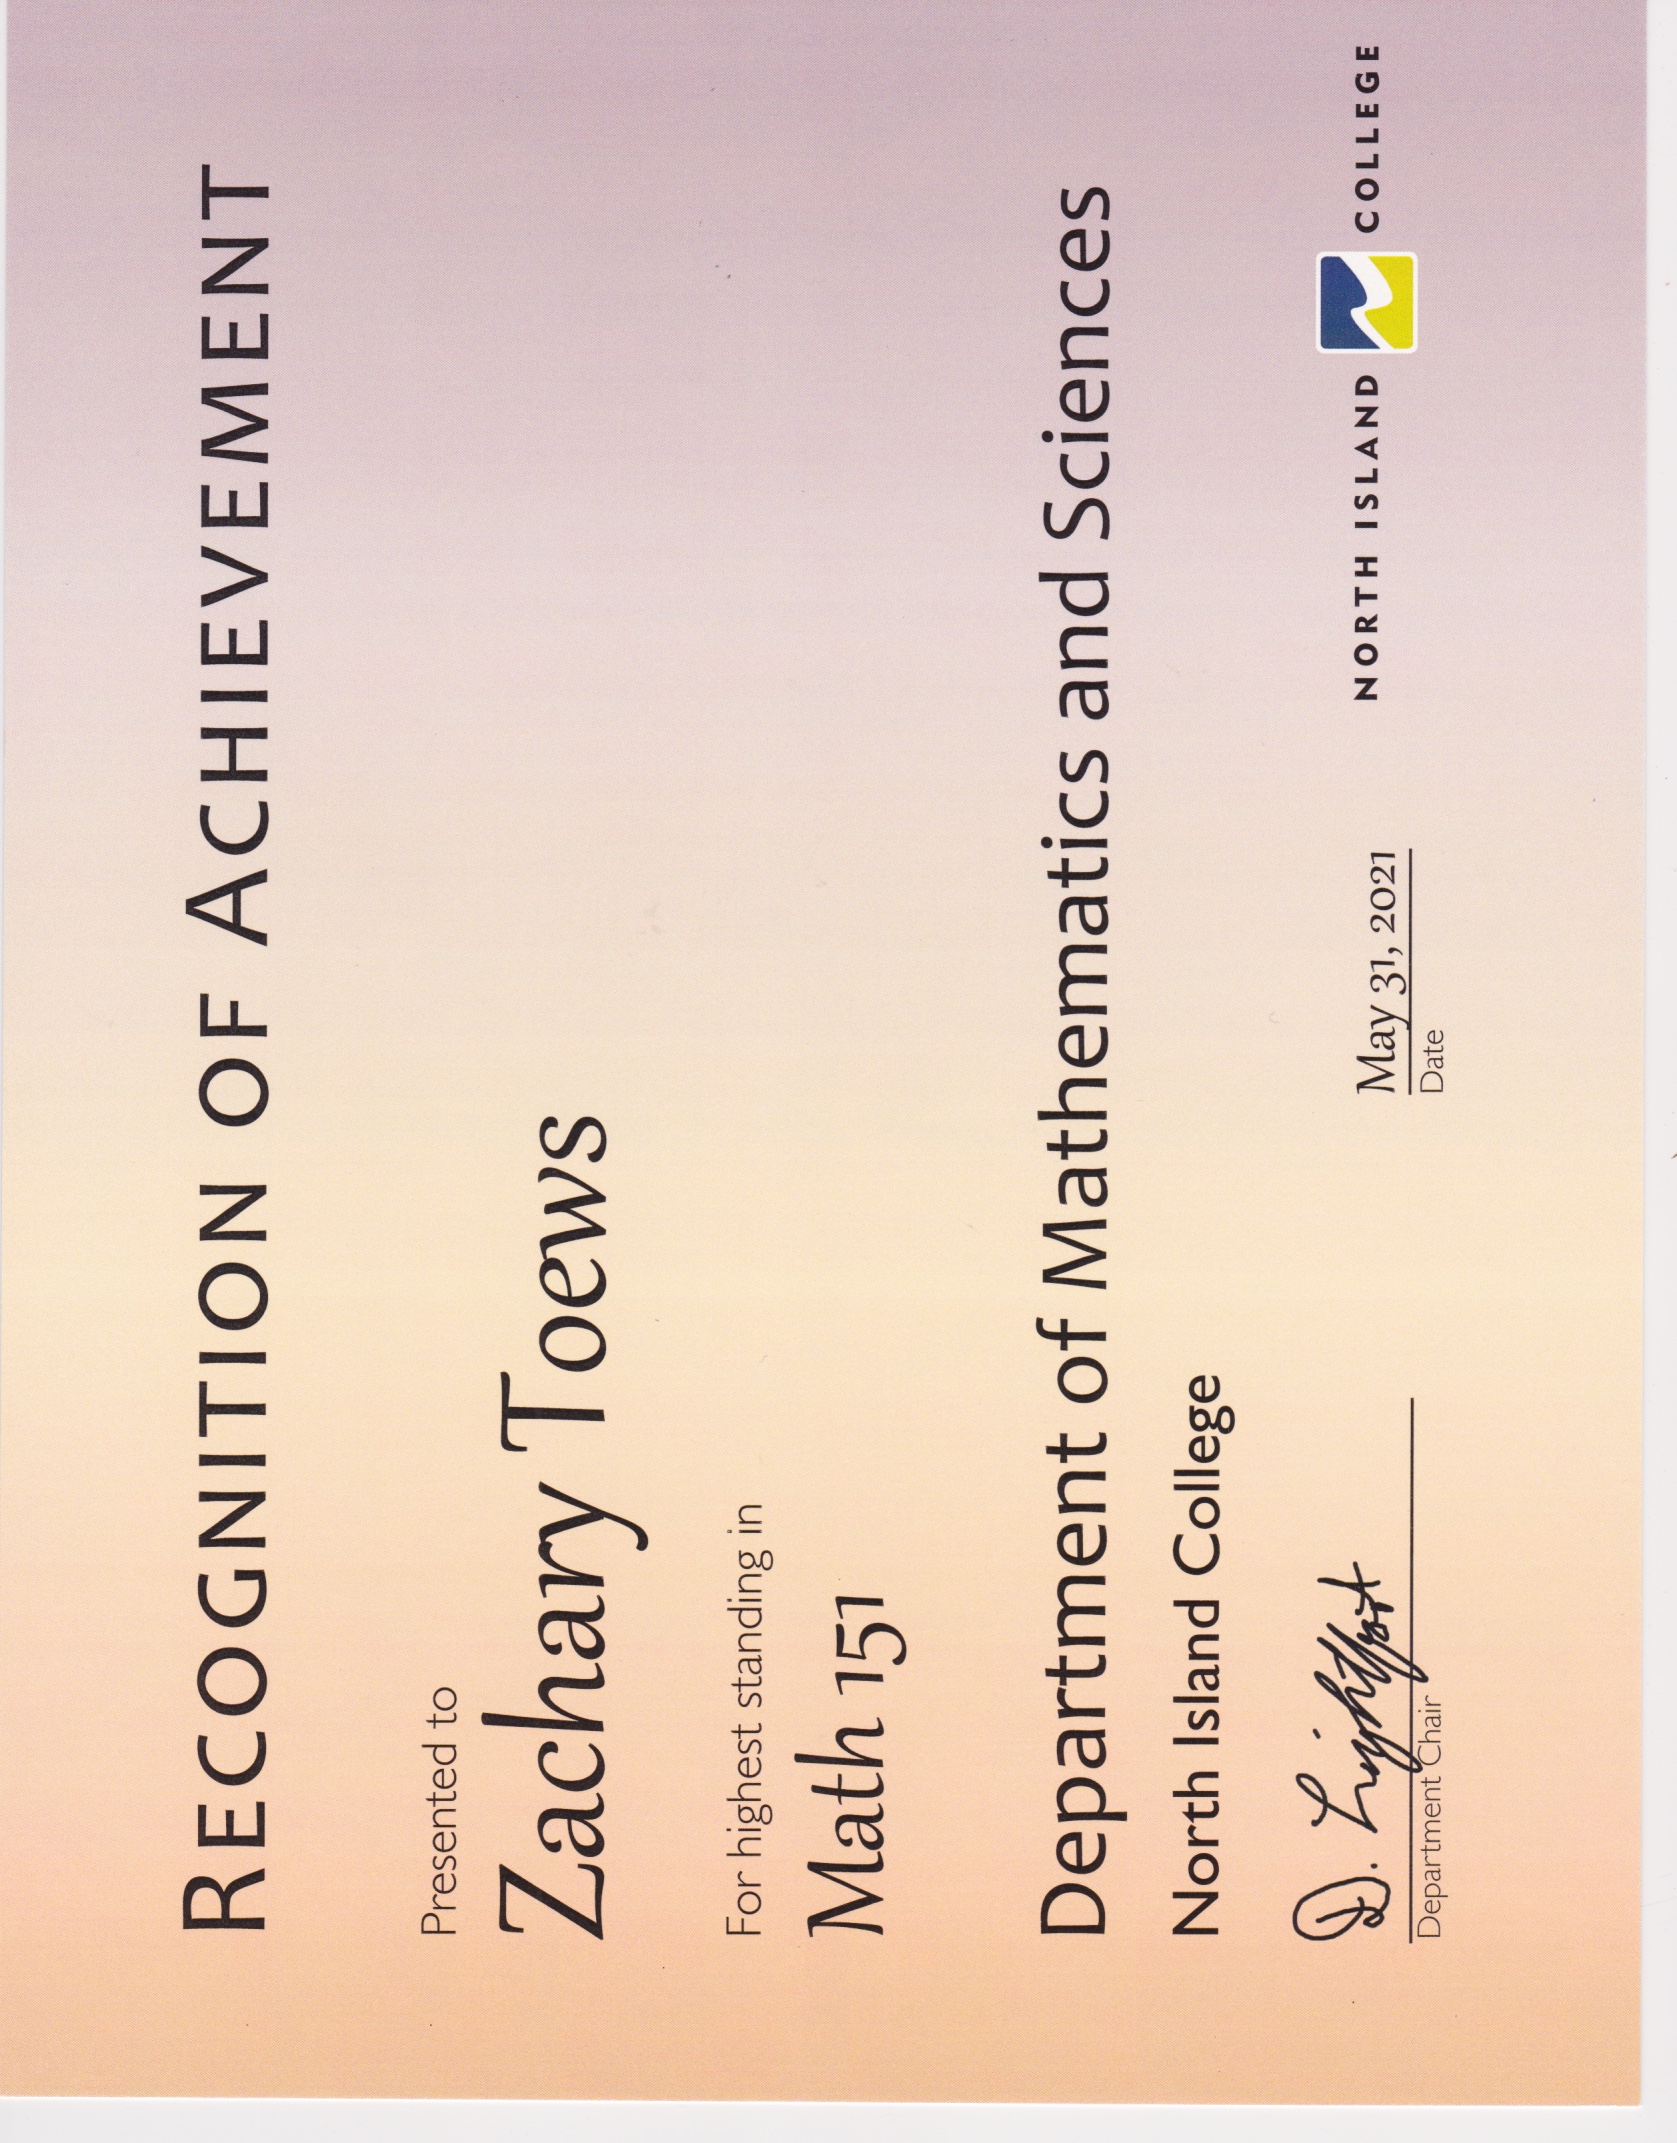 RECOGNITION OF ACHIEVEMENT
Presented to
Zachary Toews
For highest standing in
Math 151
Department of Mathematics and Sciences
North Island College
D. Lightfoot
Department Chair
May 31, 2021
Date
NORTH ISLAND COLLEGE